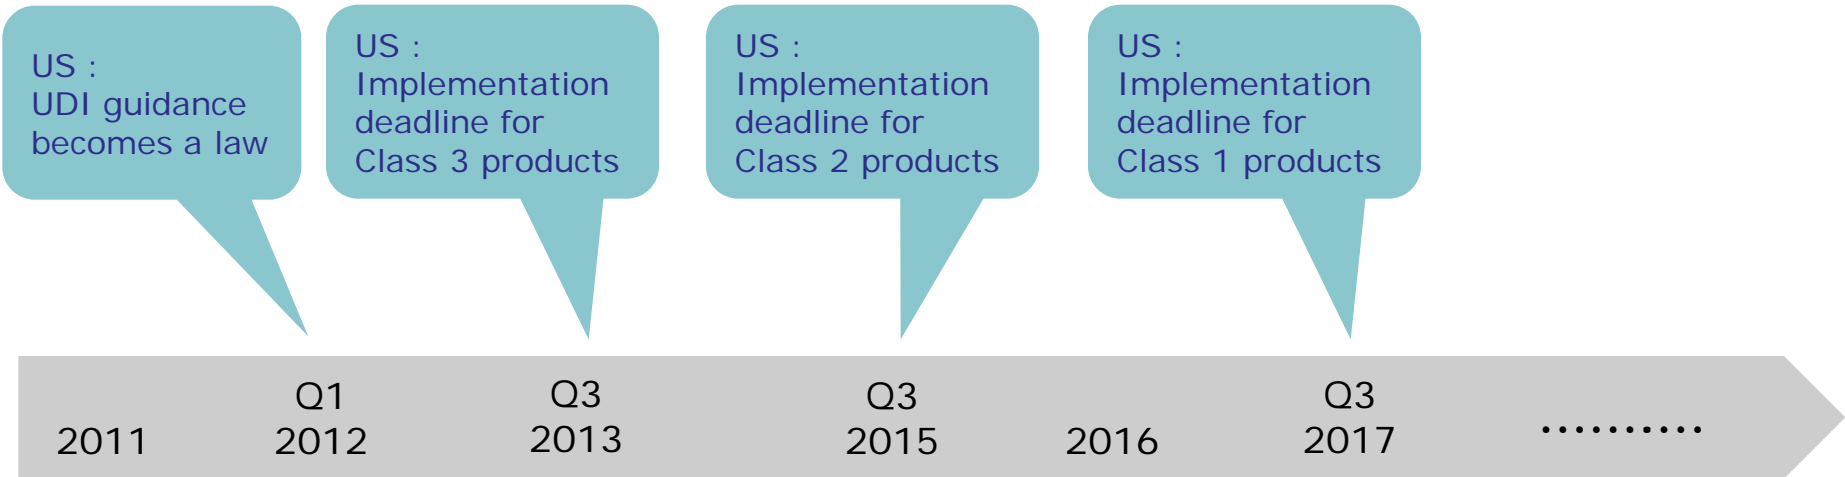 US :
UDI guidance
becomes a law
US :
Implementation
deadline for
Class 3 products
US :
Implementation
deadline for
Class 2 products
US :
Implementation
deadline for
Class 1 products
2011
Q1
2012
Q3
2013
Q3
2015
2016
Q3
2017
..........